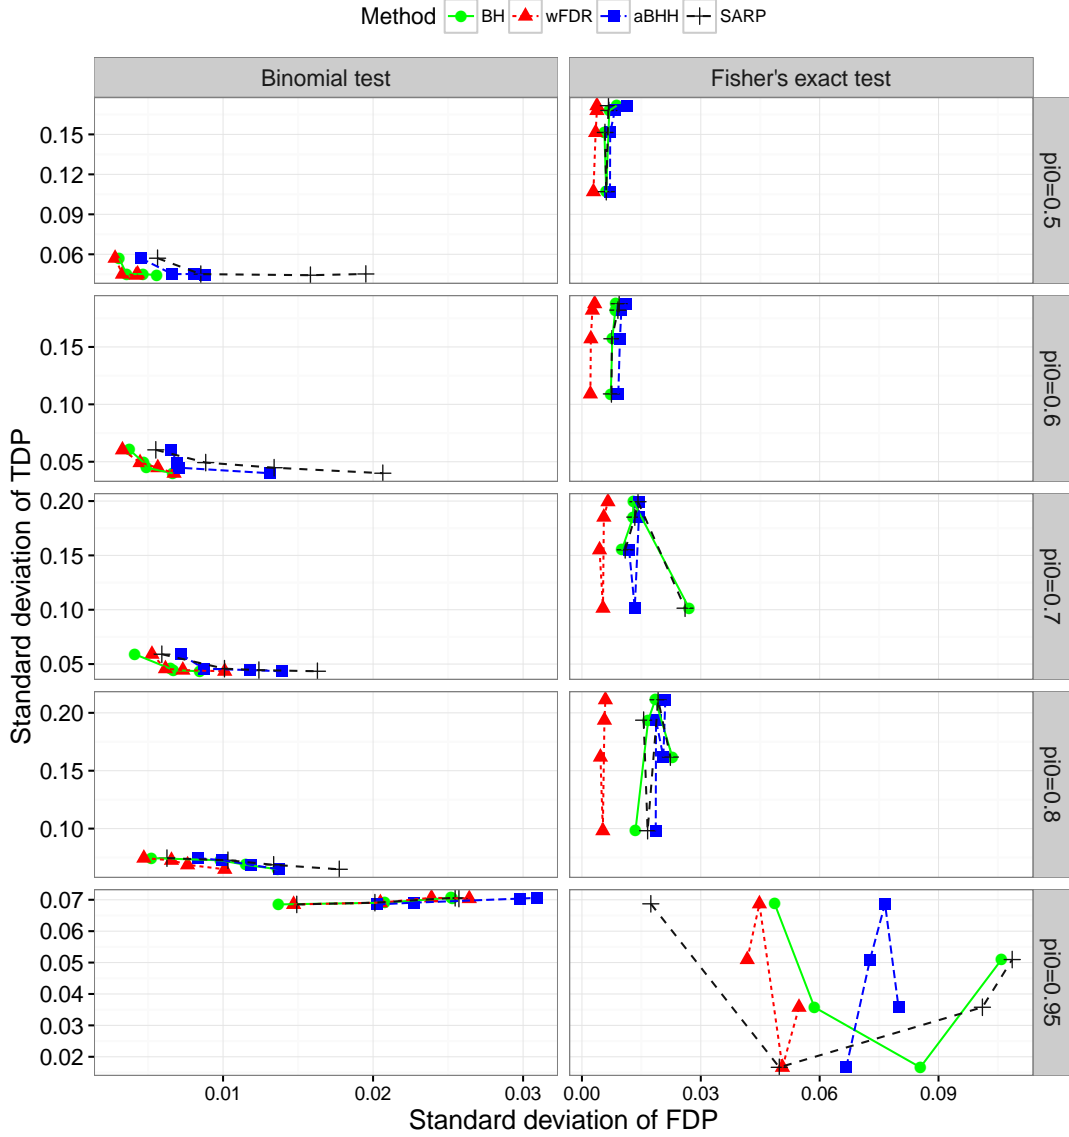 Method BH wFDR aBHH SARP
Binomial test Fisher's exact test
Standard deviation of TDP
0.15
0.12
0.09
0.06
pi0=0.5
0.15
0.10
0.05
pi0=0.6
0.20
0.15
0.10
0.05
pi0=0.7
0.20
0.15
0.10
pi0=0.8
0.07
0.06
0.05
0.04
0.03
0.02
pi0=0.95
0.01 0.02 0.03 0.00 0.03 0.06 0.09
Standard deviation of FDP